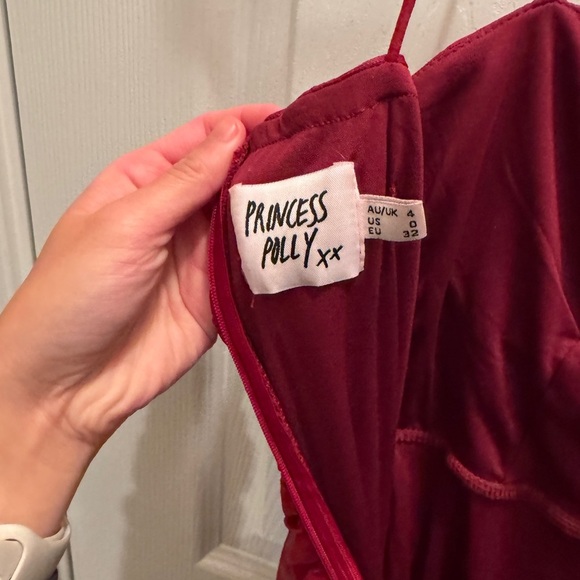 PRINCESS
POLLY xx
AU/UK 4
US 0
EU 32